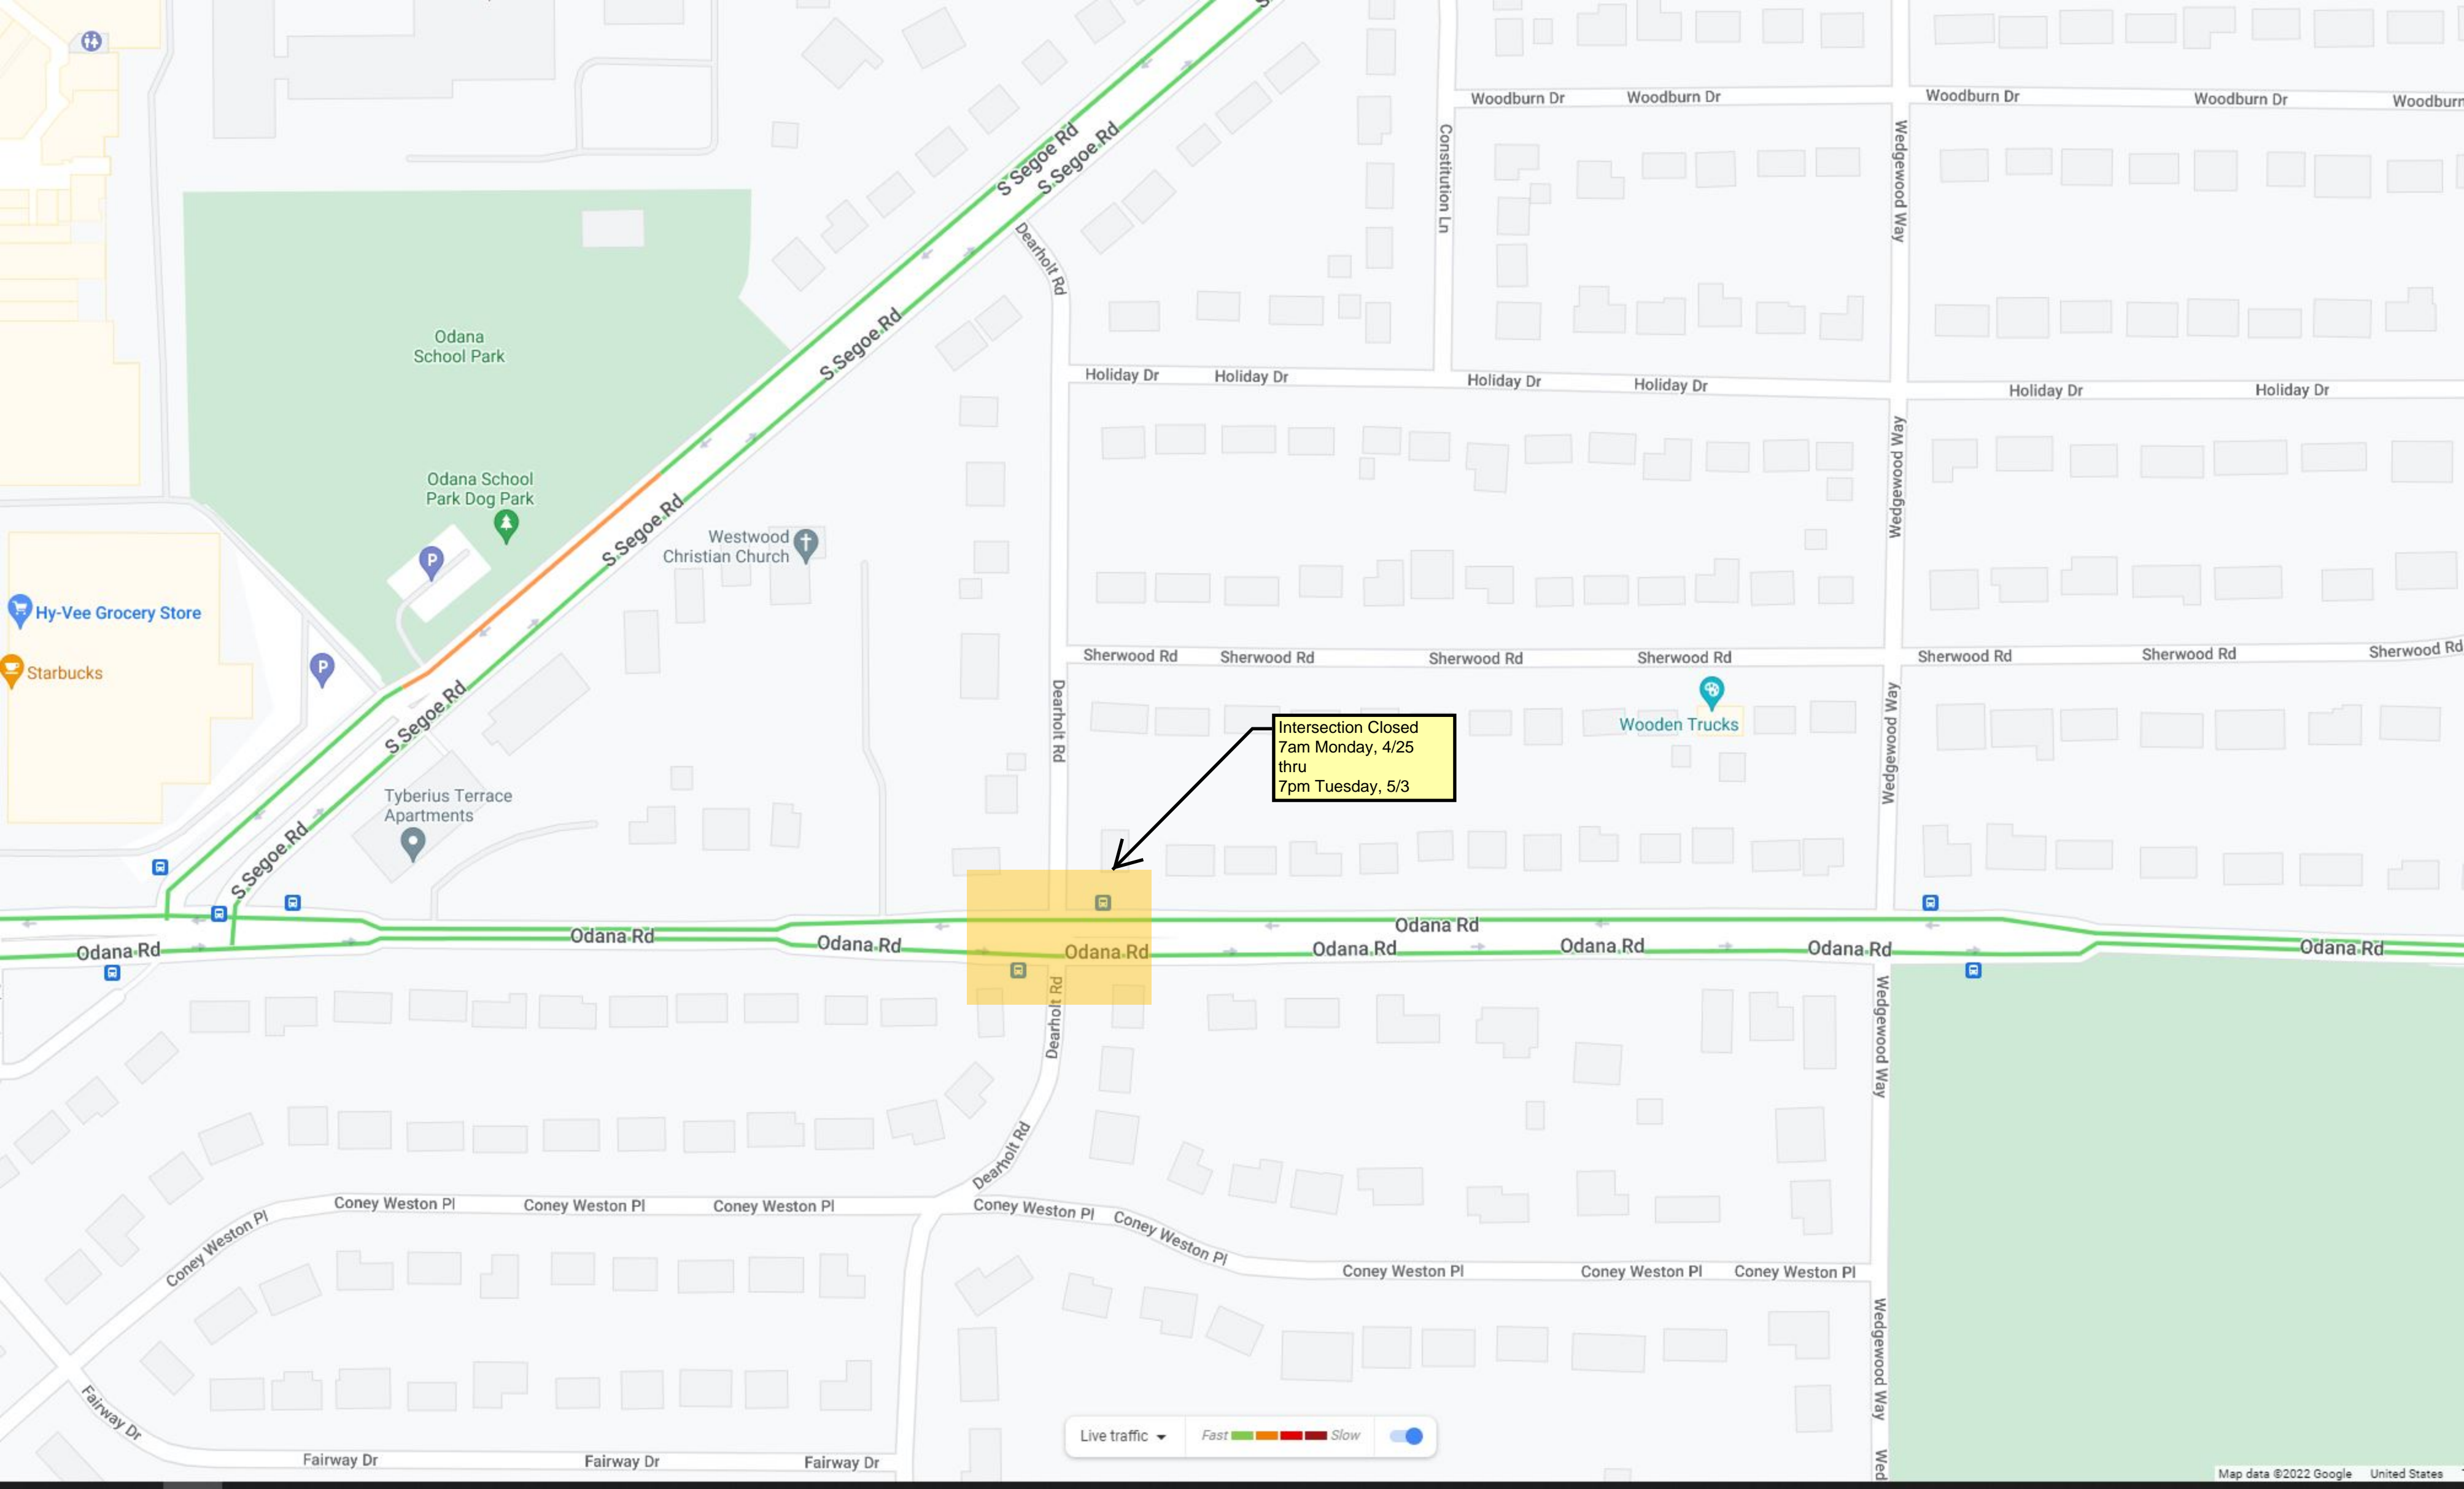 S Segoe Rd
S Segoe Rd
Woodburn Dr
Woodburn Dr
Woodburn Dr
Woodburn Dr
Woodburn
Constitution Ln
Wedgewood Way
Dearholt Rd
Odana
School Park
S Segoe Rd
Holiday Dr
Holiday Dr
Holiday Dr
Holiday Dr
Holiday Dr
Holiday Dr
Wedgewood Way
Odana School
Park Dog Park
P
S Segoe Rd
Westwood
Christian Church
Hy-Vee Grocery Store
Starbucks
P
Sherwood Rd
Sherwood Rd
Sherwood Rd
Sherwood Rd
Sherwood Rd
Sherwood Rd
Sherwood Rd
S Segoe Rd
Dearholt Rd
Wooden Trucks
Wedgewood Way
Intersection Closed
7am Monday, 4/25
thru
7pm Tuesday, 5/3
Tyberius Terrace
Apartments
S Segoe Rd
Odana Rd
Odana Rd
Odana Rd
Odana Rd
Odana Rd
Odana Rd
Odana Rd
Odana Rd
Odana Rd
Dearholt Rd
Wedgewood Way
Dearholt Rd
Coney Weston Pl
Coney Weston Pl
Coney Weston Pl
Coney Weston Pl
Coney Weston Pl
Coney Weston Pl
Coney Weston Pl
Coney Weston Pl
Coney Weston Pl
Wedgewood Way
Fairway Dr
Fairway Dr
Fairway Dr
Fairway Dr
Wed
Live traffic
Fast
Slow
Map data ©2022 Google
United States